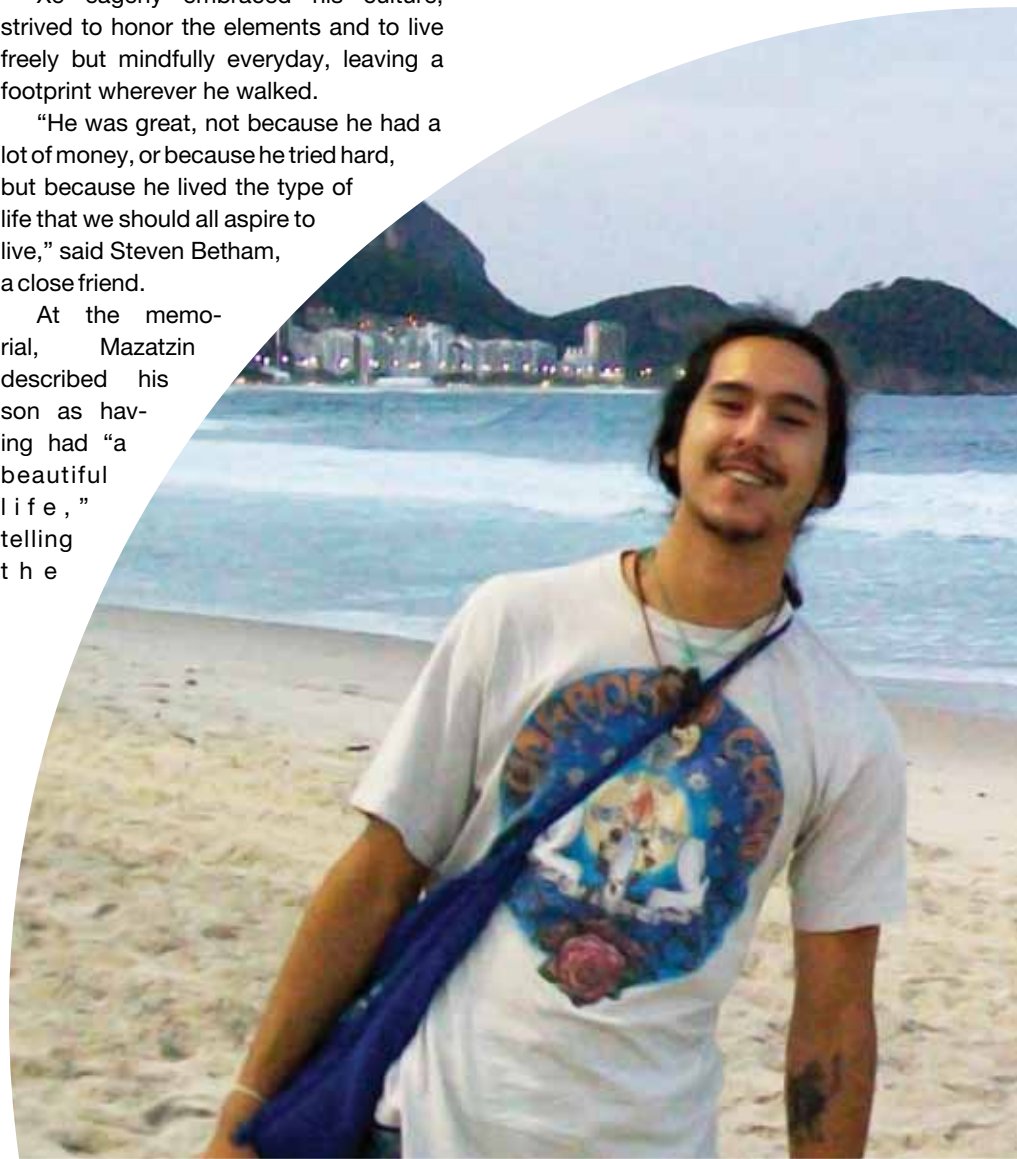 eagerly embraced his culture,
strived to honor the elements and to live
freely but mindfully everyday, leaving a
footprint wherever he walked.
“He was great, not because he had a
lot of money, or because he tried hard,
but because he lived the type of
life that we should all aspire to
live,” said Steven Betham,
a close friend.
At the memo-
rial, Mazatzin
described his
son as hav-
ing had “a
beautiful
life,”
telling
the